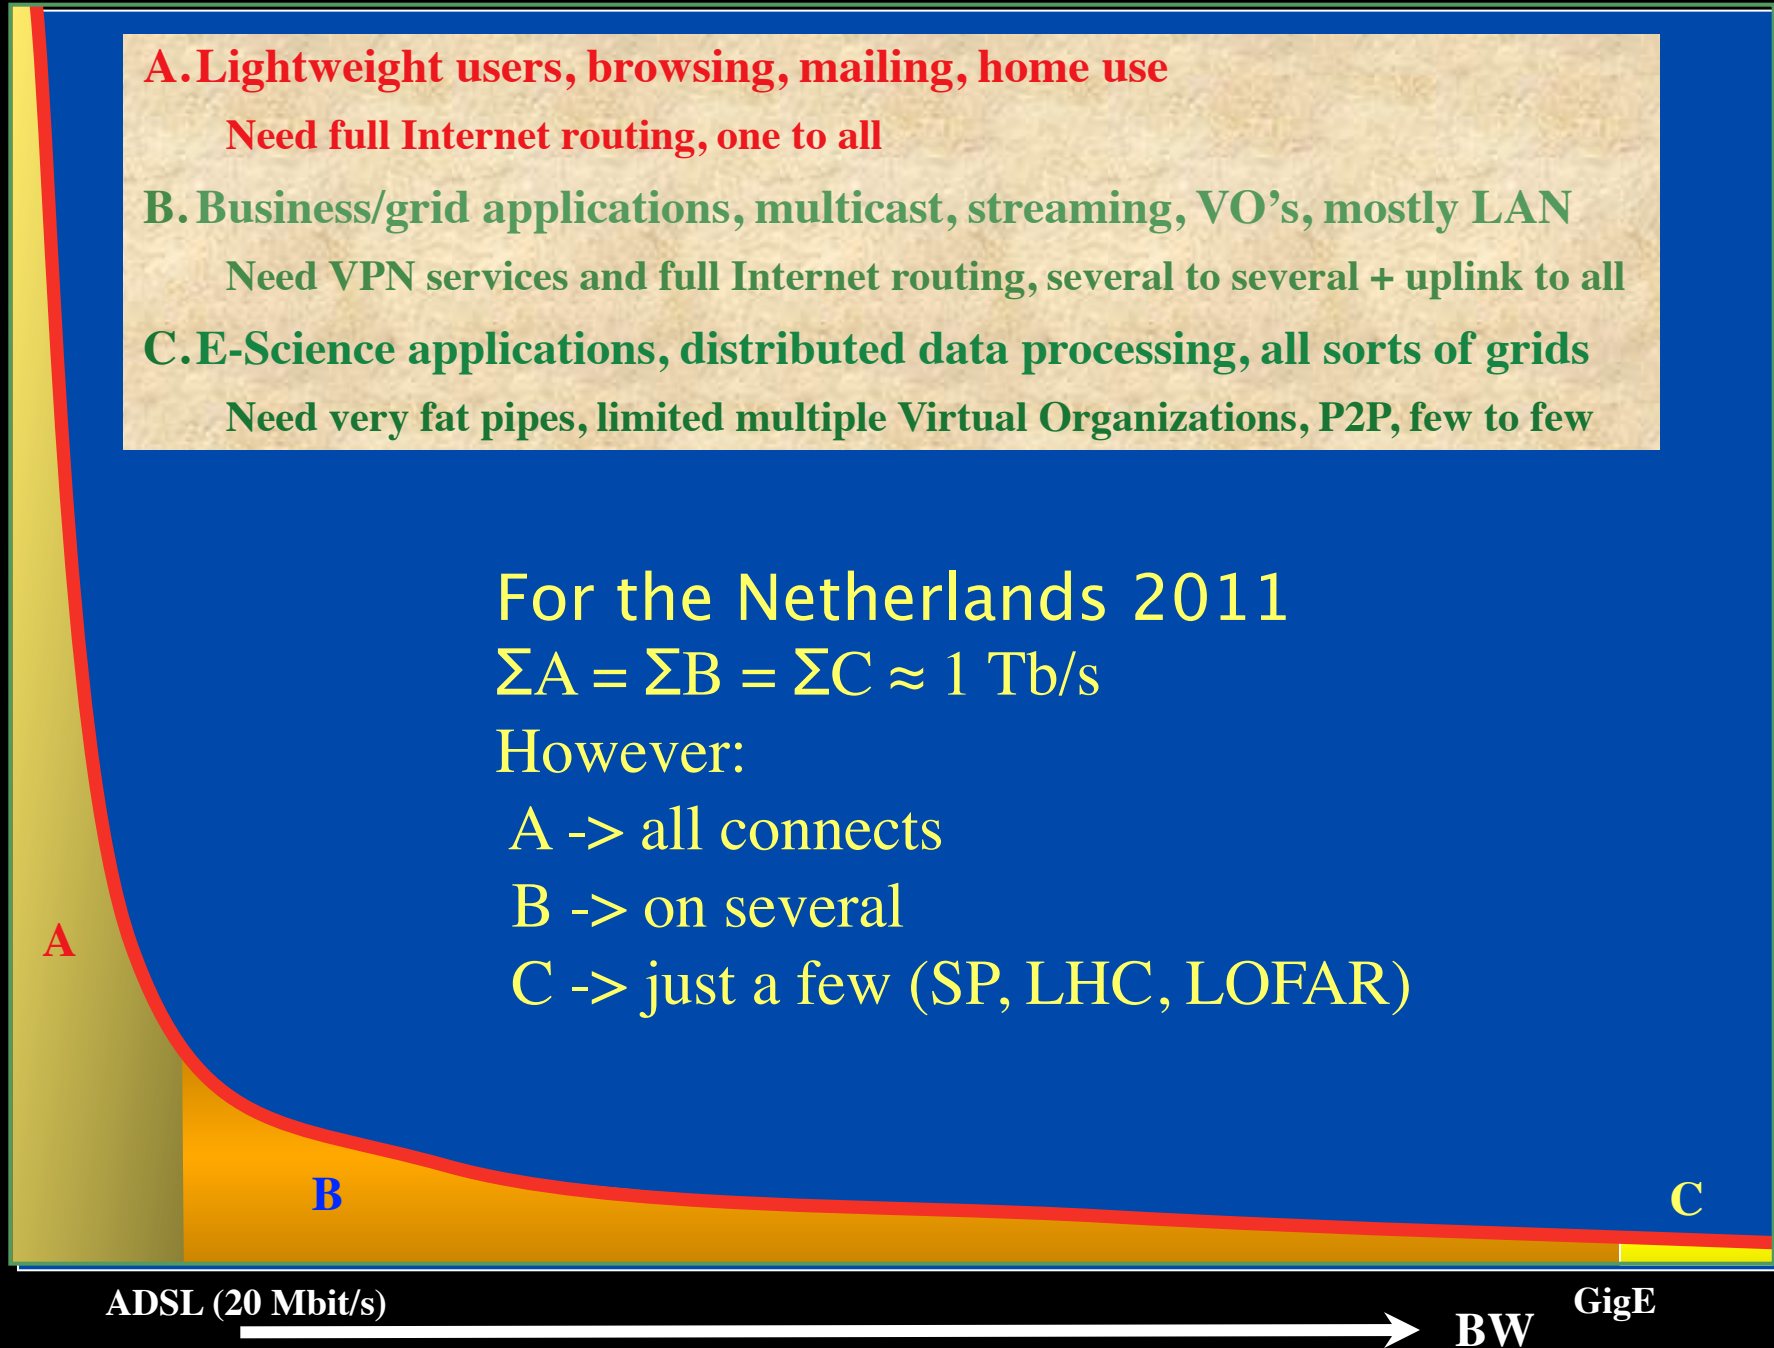 A. Lightweight users, browsing, mailing, home use
Need full Internet routing, one to all
B. Business/grid applications, multicast, streaming, VO’s, mostly LAN
Need VPN services and full Internet routing, several to several + uplink to all
C. E-Science applications, distributed data processing, all sorts of grids
Need very fat pipes, limited multiple Virtual Organizations, P2P, few to few
For the Netherlands 2011
ΣA = ΣB = ΣC ≈ 1 Tb/s
However:
A -> all connects
B -> on several
C -> just a few (SP, LHC, LOFAR)
A
B
C
ADSL (20 Mbit/s)
BW
GigE